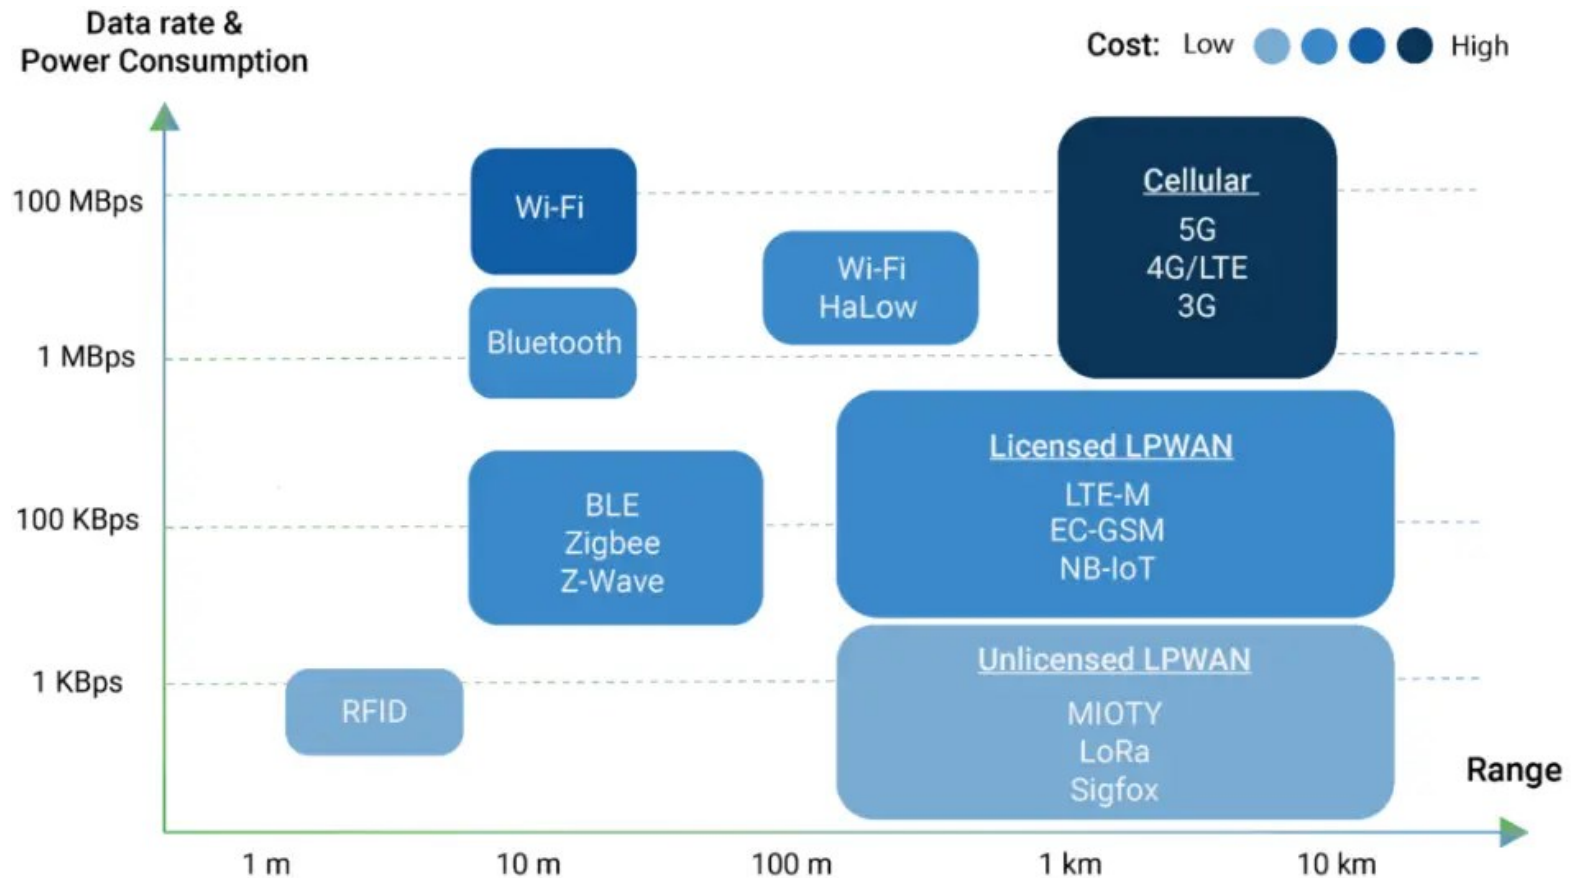 Data rate &
Power Consumption
Cost: Low High
100 MBps
1 MBps
100 KBps
1 KBps
Wi-Fi
Bluetooth
Wi-Fi
HaLow
Cellular
5G
4G/LTE
3G
BLE
Zigbee
Z-Wave
Licensed LPWAN
LTE-M
EC-GSM
NB-IoT
RFID
Unlicensed LPWAN
MIOTY
LoRa
Sigfox
Range
1 m 10 m 100 m 1 km 10 km